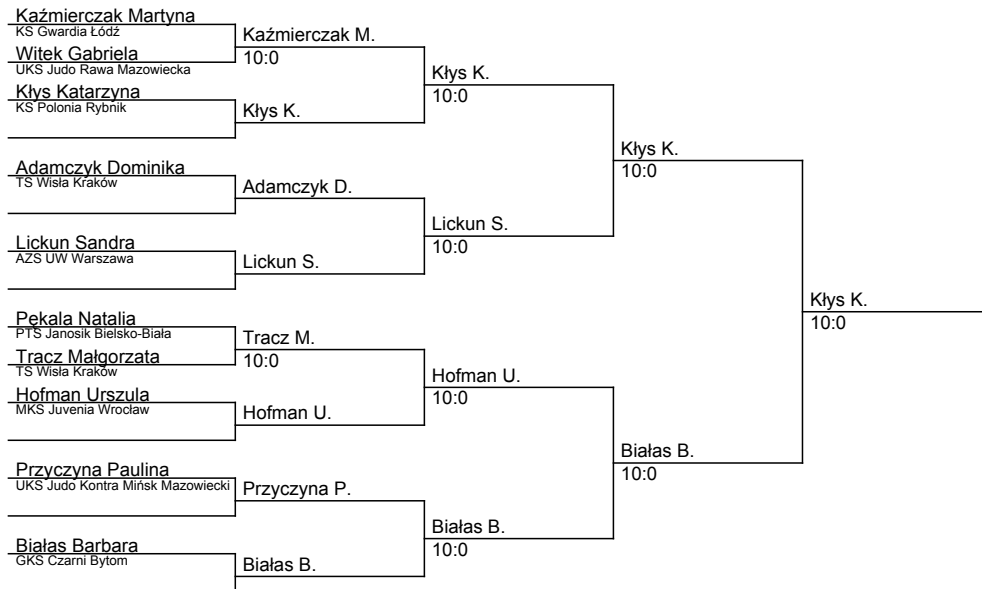 Kaźmierczak Martyna
KS Gwardia Łódź
Witek Gabriela
UKS Judo Rawa Mazowiecka
Kłys Katarzyna
KS Polonia Rybnik
Adamczyk Dominika
TS Wisła Kraków
Lickun Sandra
AZS UW Warszawa
Pękala Natalia
PTS Janosik Bielsko-Biała
Tracz Małgorzata
TS Wisła Kraków
Hofman Urszula
MKS Juvenia Wrocław
Przyczyna Paulina
UKS Judo Kontra Mińsk Mazowiecki
Białas Barbara
GKS Czarni Bytom
Kaźmierczak M.
10:0
Kłys K.
Adamczyk D.
Lickun S.
Tracz M.
10:0
Hofman U.
Przyczyna P.
Białas B.
Kłys K.
10:0
Lickun S.
10:0
Hofman U.
10:0
Białas B.
10:0
Kłys K.
10:0
Białas B.
10:0
Kłys K.
10:0